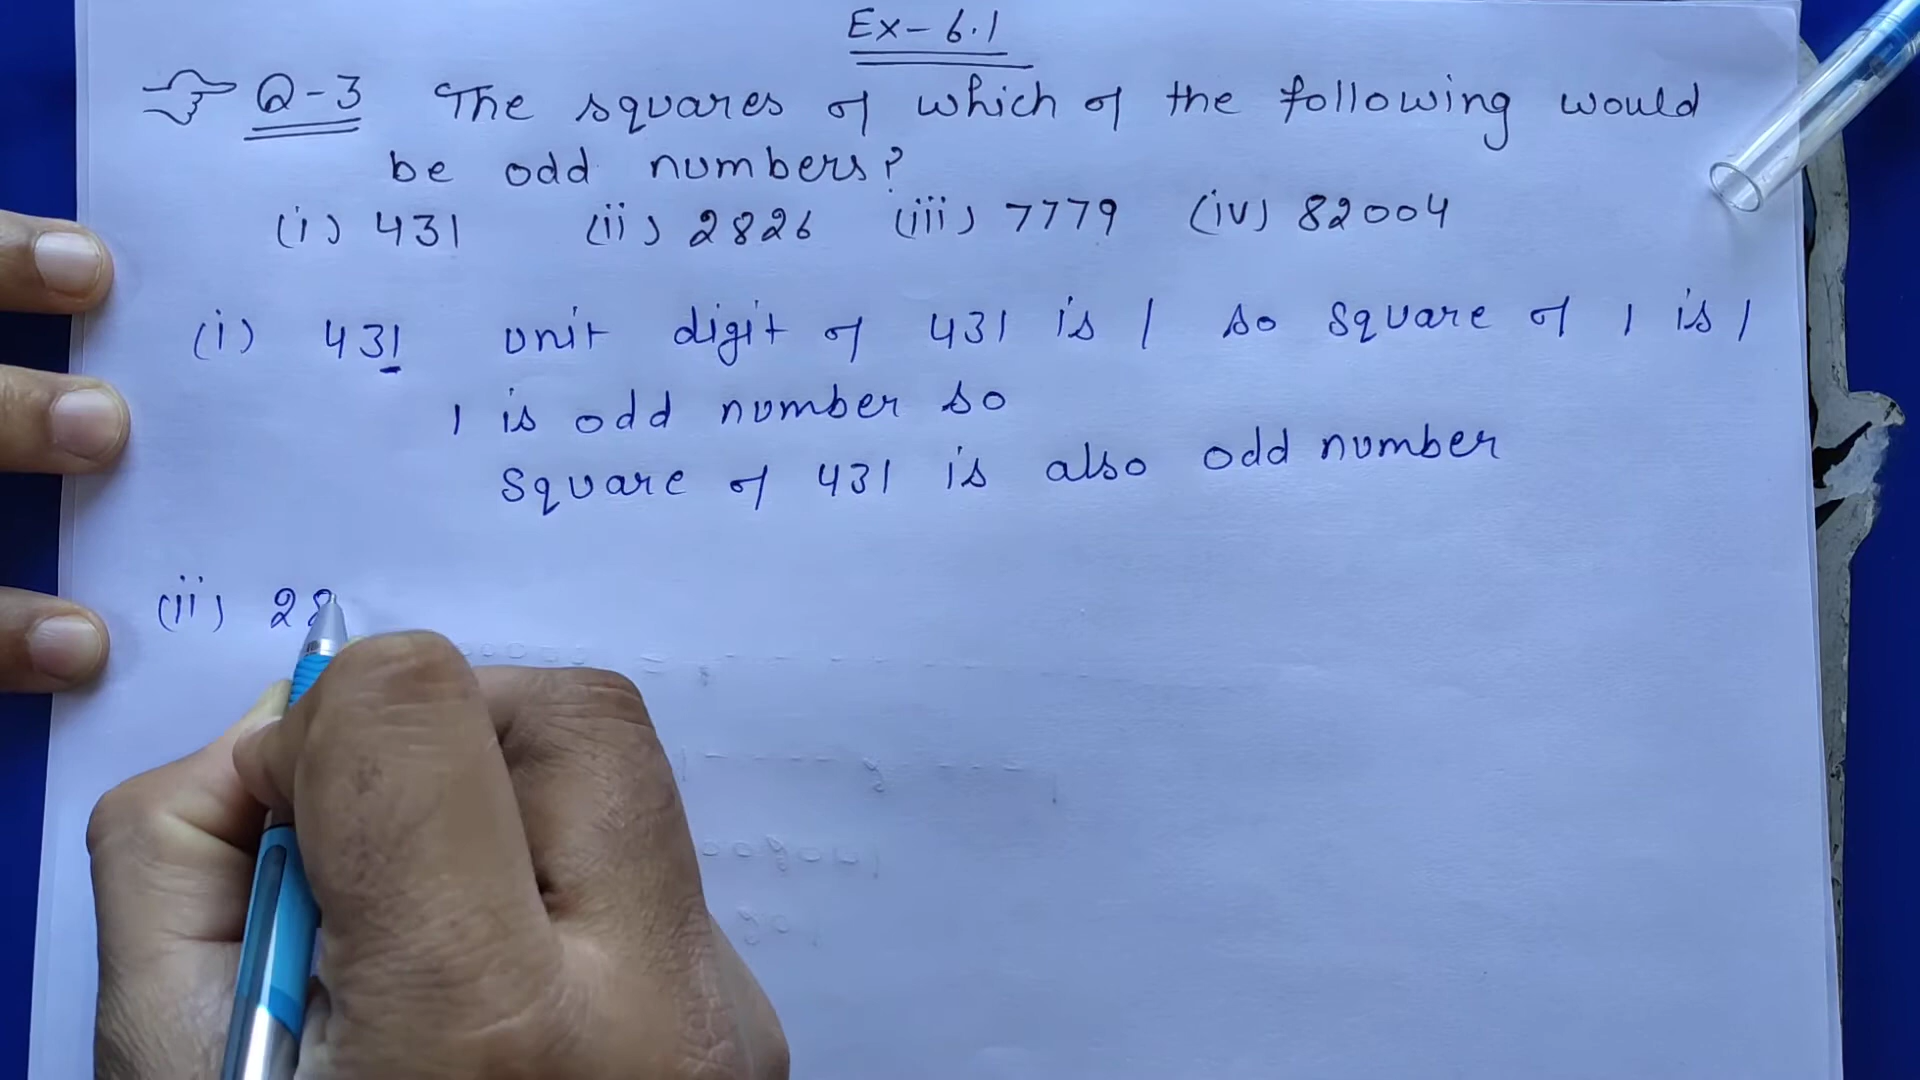 Ex-6.1
Q-3 The squares of which of the following would
be odd numbers?
(i) 431 (ii) 2826 (iii) 7779 (iv) 82004
(i) 431 unit digit of 431 is 1 so square of 1 is 1
1 is odd number so
square of 431 is also odd number
(ii) 28